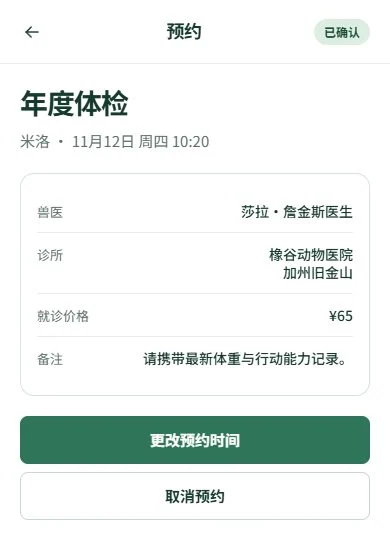 预约
已确认
年度体检
米洛 • 11月12日 周四 10:20
兽医
莎拉・詹金斯医生
诊所
橡谷动物医院
加州旧金山
就诊价格
¥65
备注
请携带最新体重与行动能力记录。
更改预约时间
取消预约